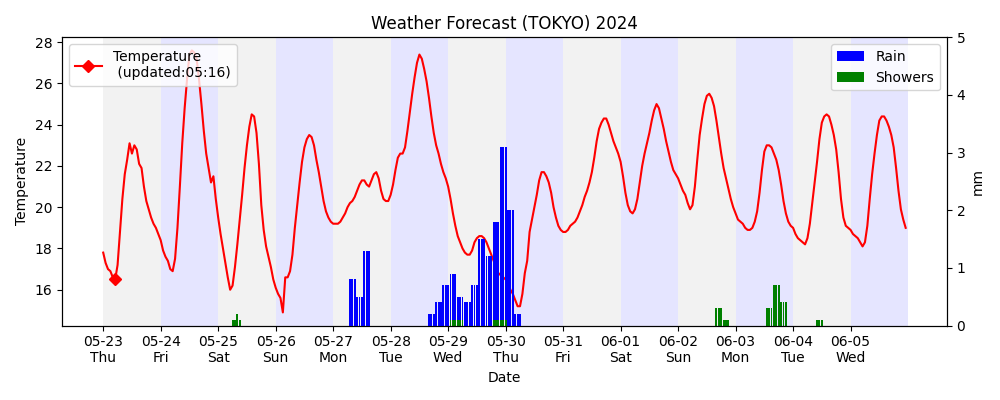 Weather Forecast (TOKYO) 2024
Temperature
(updated:05:16)
Rain
Showers
Temperature
28
26
24
22
20
18
16
5
4
3
2
1
0
mm
05-23 05-24 05-25 05-26 05-27 05-28 05-29 05-30 05-31 06-01 06-02 06-03 06-04 06-05
Thu Fri Sat Sun Mon Tue Wed Thu Fri Sat Sun Mon Tue Wed
Date